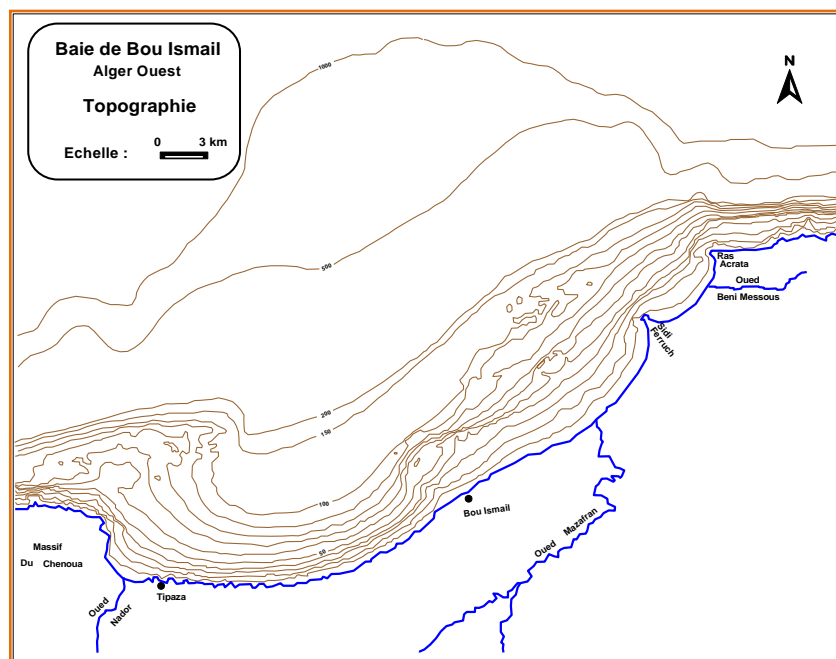 Baie de Bou Ismail
Alger Ouest
Topographie
Echelle :
0 3 km
N
1000
500
200
150
100
50
Ras
Acrata
Oued
Beni Messous
Sidi
Ferruch
Bou Ismail
Oued Mazafran
Massif
Du Chenoua
Tipaza
Oued
Nador